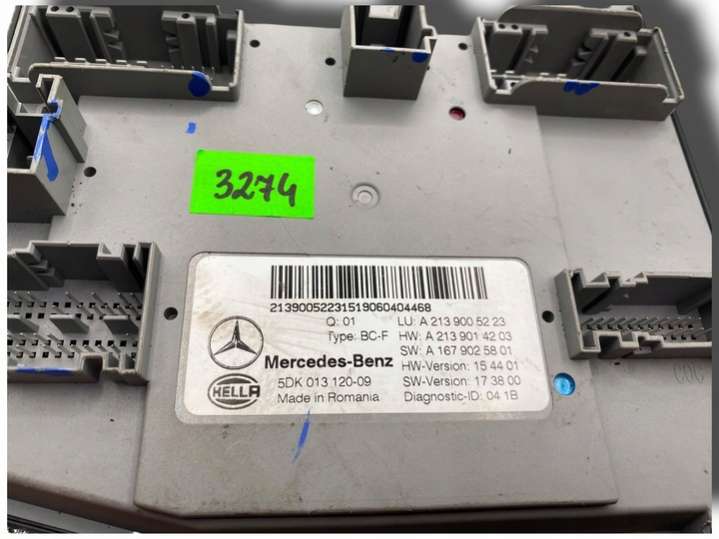 3274
2139005223151906040446​8
Q: 01 LU: A 213 900 52 23
Type: BC-F HW: A 213 901 42 03
SW: A 167 902 58 01
Mercedes-Benz HW-Version: 15 44 01
HELLA 5DK 013 120-09 SW-Version: 17 38 00
Made in Romania Diagnostic-ID: 04 1B